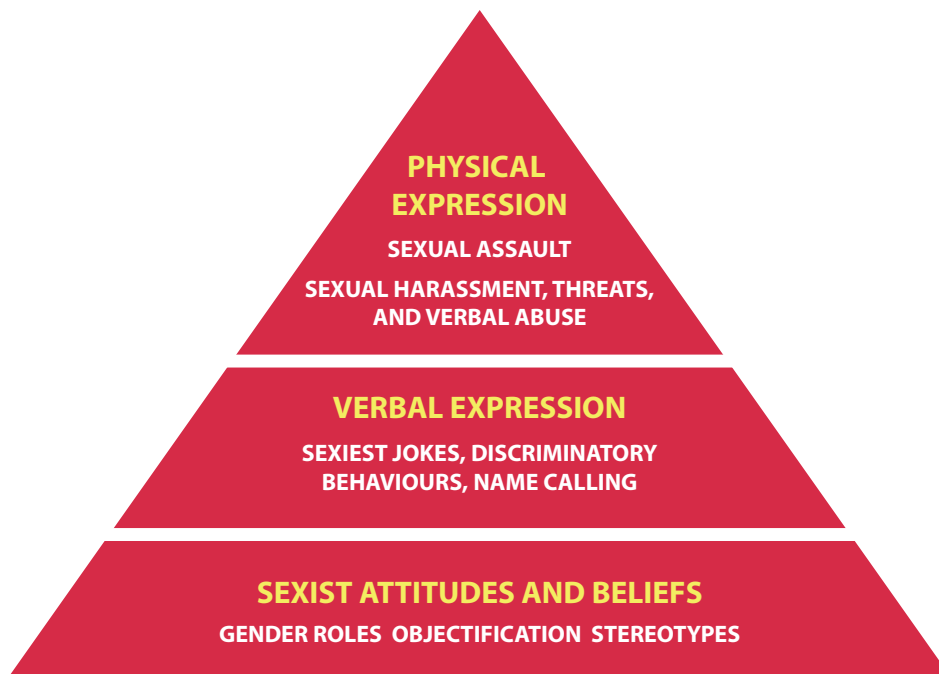 PHYSICAL
EXPRESSION
SEXUAL ASSAULT
SEXUAL HARASSMENT, THREATS,
AND VERBAL ABUSE
VERBAL EXPRESSION
SEXIEST JOKES, DISCRIMINATORY
BEHAVIOURS, NAME CALLING
SEXIST ATTITUDES AND BELIEFS
GENDER ROLES OBJECTIFICATION STEREOTYPES